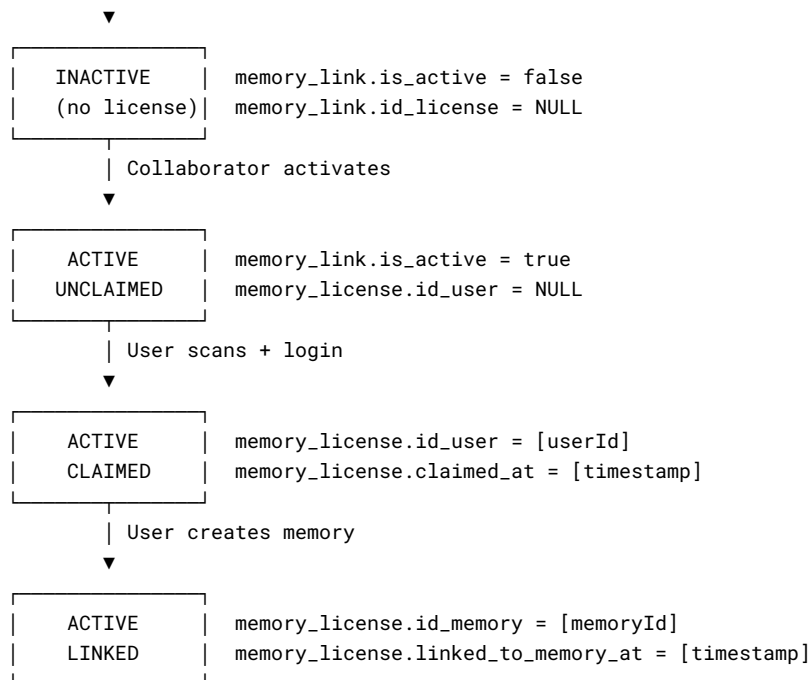 INACTIVE memory_link.is_active = false
(no license) memory_link.id_license = NULL
Collaborator activates
ACTIVE memory_link.is_active = true
UNCLAIMED memory_license.id_user = NULL
User scans + login
ACTIVE memory_license.id_user = [userId]
CLAIMED memory_license.claimed_at = [timestamp]
User creates memory
ACTIVE memory_license.id_memory = [memoryId]
LINKED memory_license.linked_to_memory_at = [timestamp]